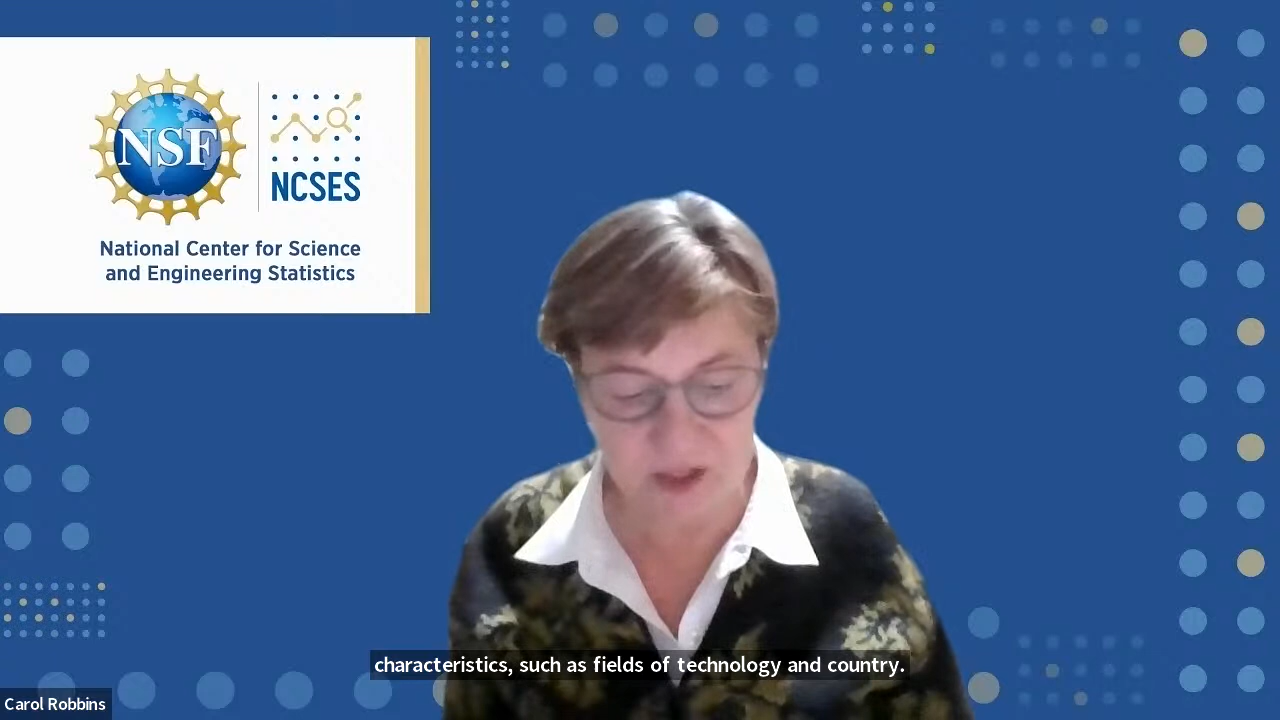 NSF
NCSES
National Center for Science
and Engineering Statistics
characteristics, such as fields of technology and country.
Carol Robbins